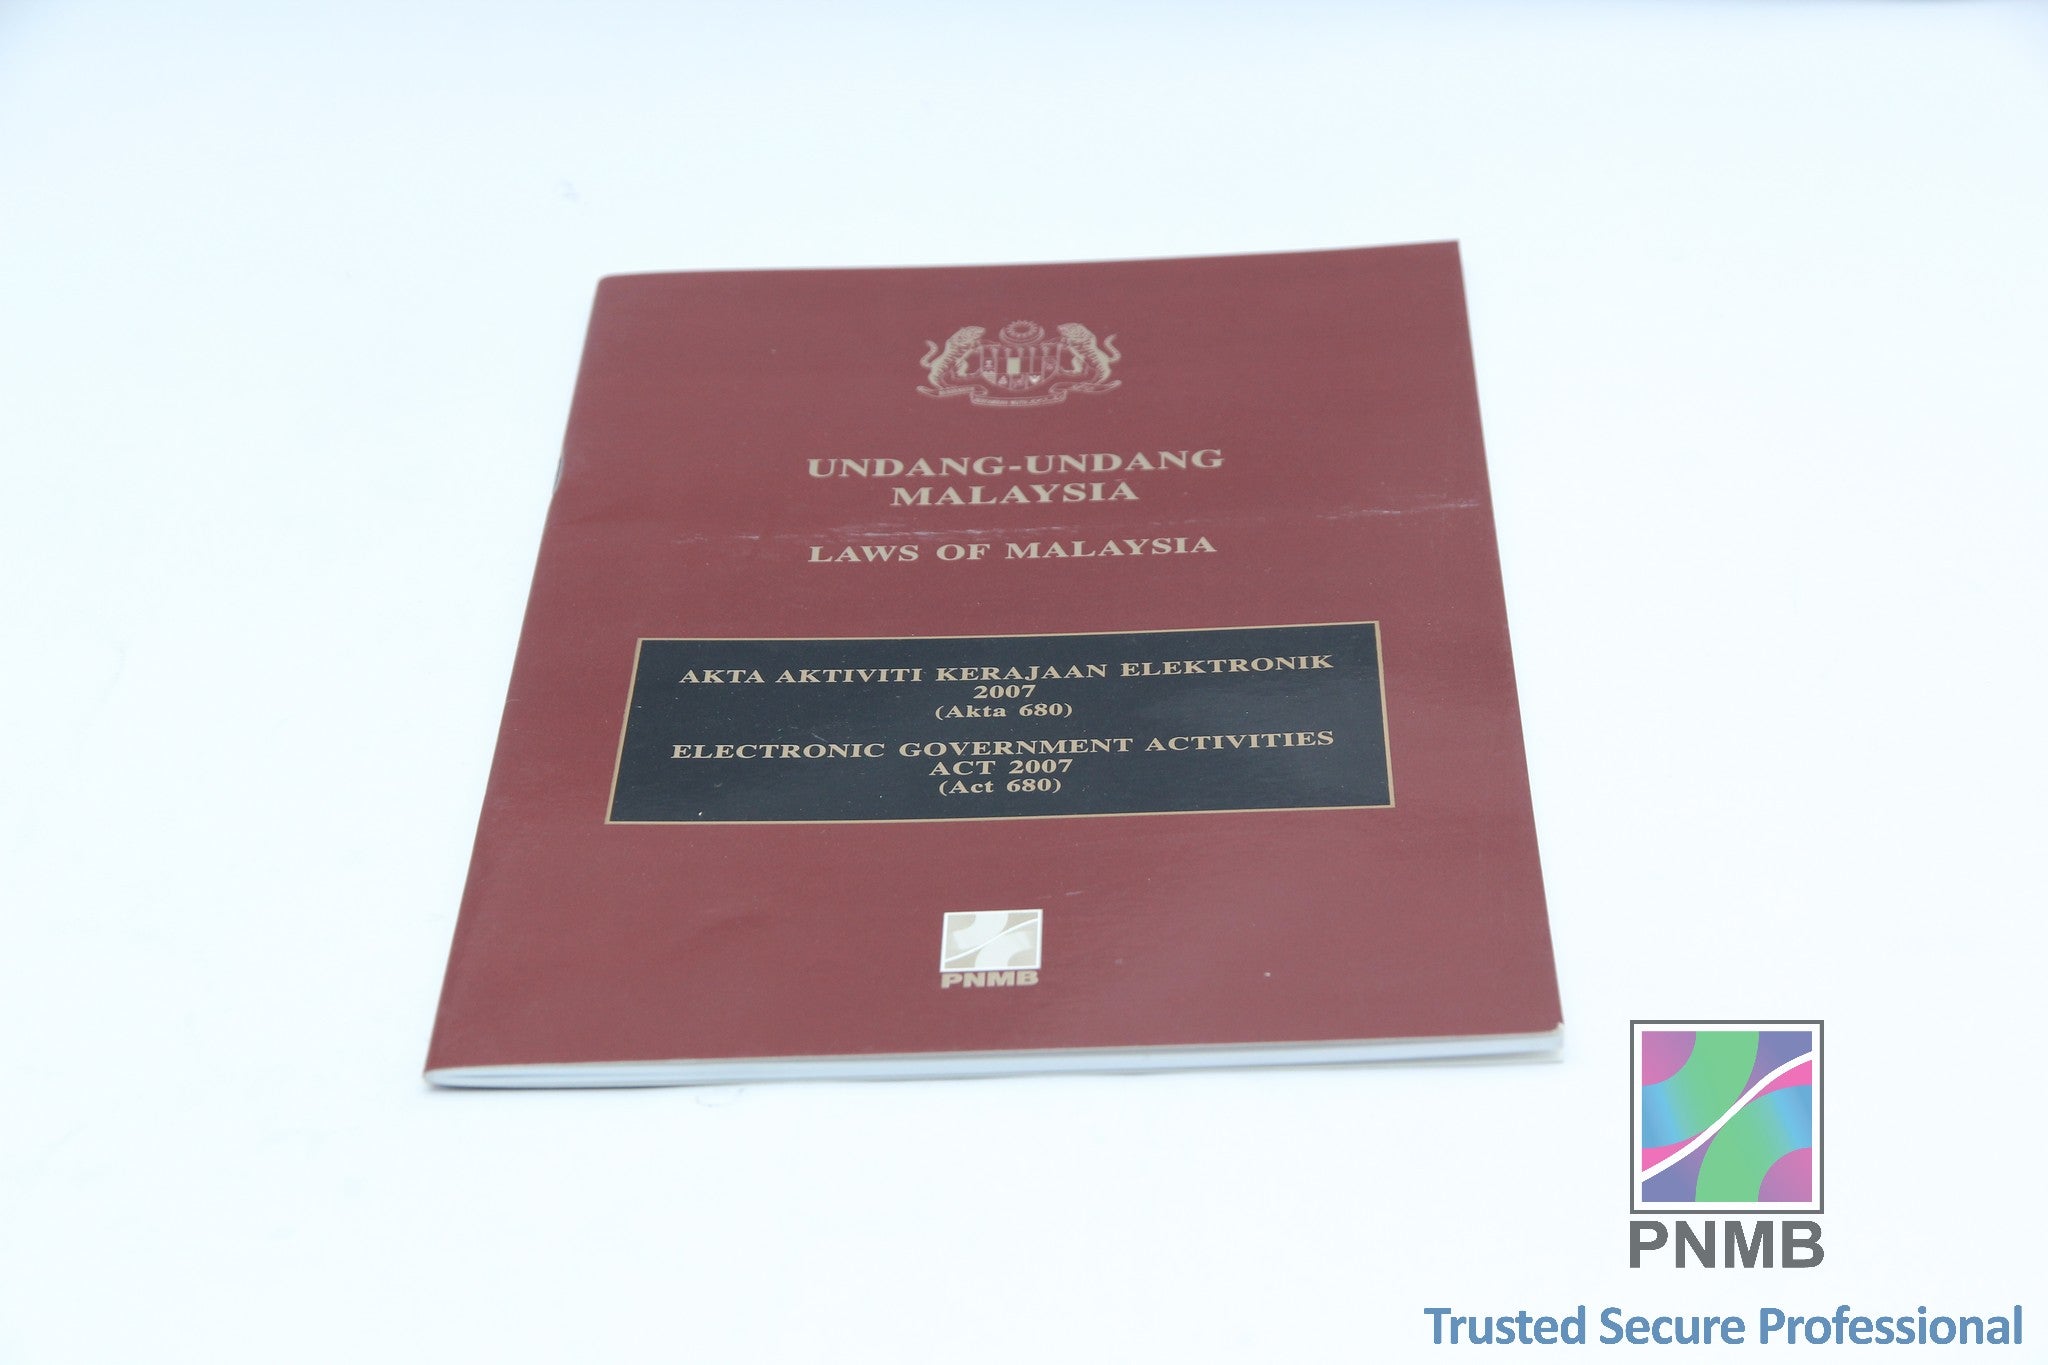 UNDANG-UNDANG
MALAYSIA
LAWS OF MALAYSIA
AKTA AKTIVITI KERAJAAN ELEKTRONIK
2007
(Akta 680)
ELECTRONIC GOVERNMENT ACTIVITIES
ACT 2007
(Act 680)
PNMB
PNMB
Trusted Secure Professional